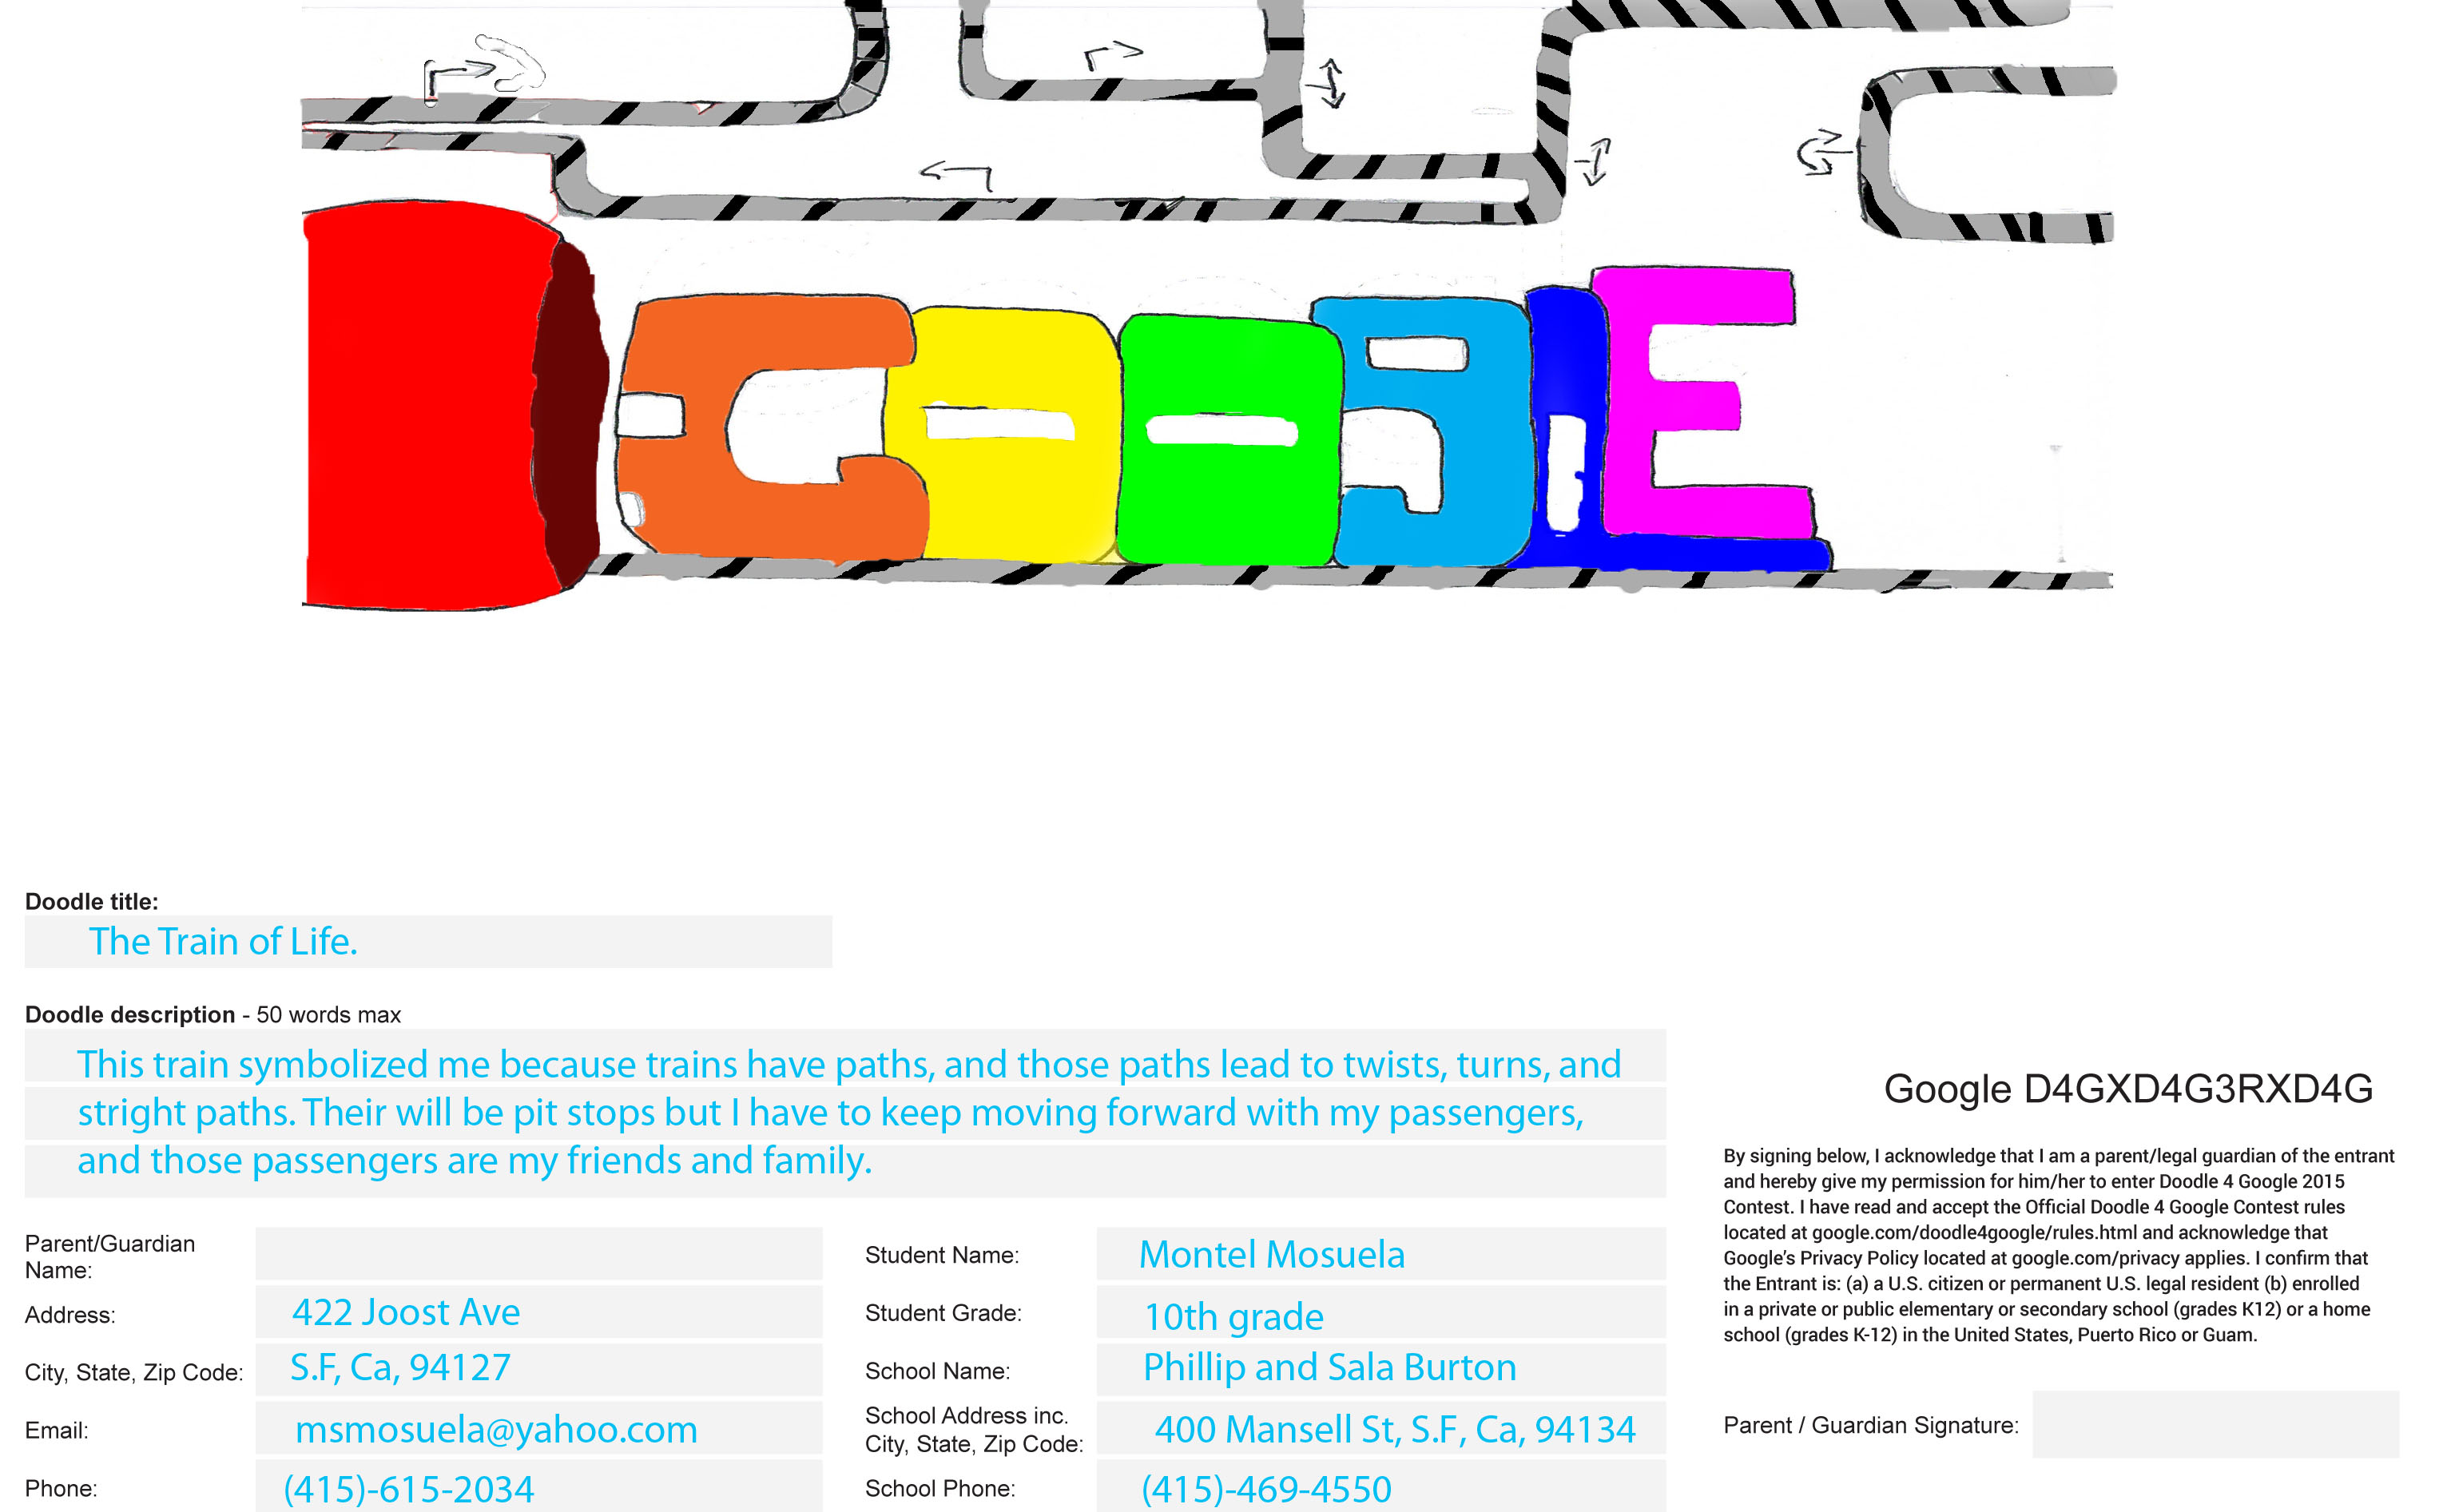 GOOglE
Doodle title:
The Train of Life.
Doodle description - 50 words max
This train symbolized me because trains have paths, and those paths lead to twists, turns, and
stright paths. Their will be pit stops but I have to keep moving forward with my passengers,
and those passengers are my friends and family.
Parent/Guardian
Name:
Address: 422 Joost Ave
City, State, Zip Code: S.F, Ca, 94127
Email: msmosuela@yahoo.com
Phone: (415)-615-2034
Student Name: Montel Mosuela
Student Grade: 10th grade
School Name: Phillip and Sala Burton
School Address inc.
City, State, Zip Code: 400 Mansell St, S.F, Ca, 94134
School Phone: (415)-469-4550
Google D4GXD4G3RXD4G
By signing below, I acknowledge that I am a parent/legal guardian of the entrant
and hereby give my permission for him/her to enter Doodle 4 Google 2015
Contest. I have read and accept the Official Doodle 4 Google Contest rules
located at google.com/doodle4google/rules.html and acknowledge that
Google's Privacy Policy located at google.com/privacy applies. I confirm that
the Entrant is: (a) a U.S. citizen or permanent U.S. legal resident (b) enrolled
in a private or public elementary or secondary school (grades K12) or a home
school (grades K-12) in the United States, Puerto Rico or Guam.
Parent / Guardian Signature: